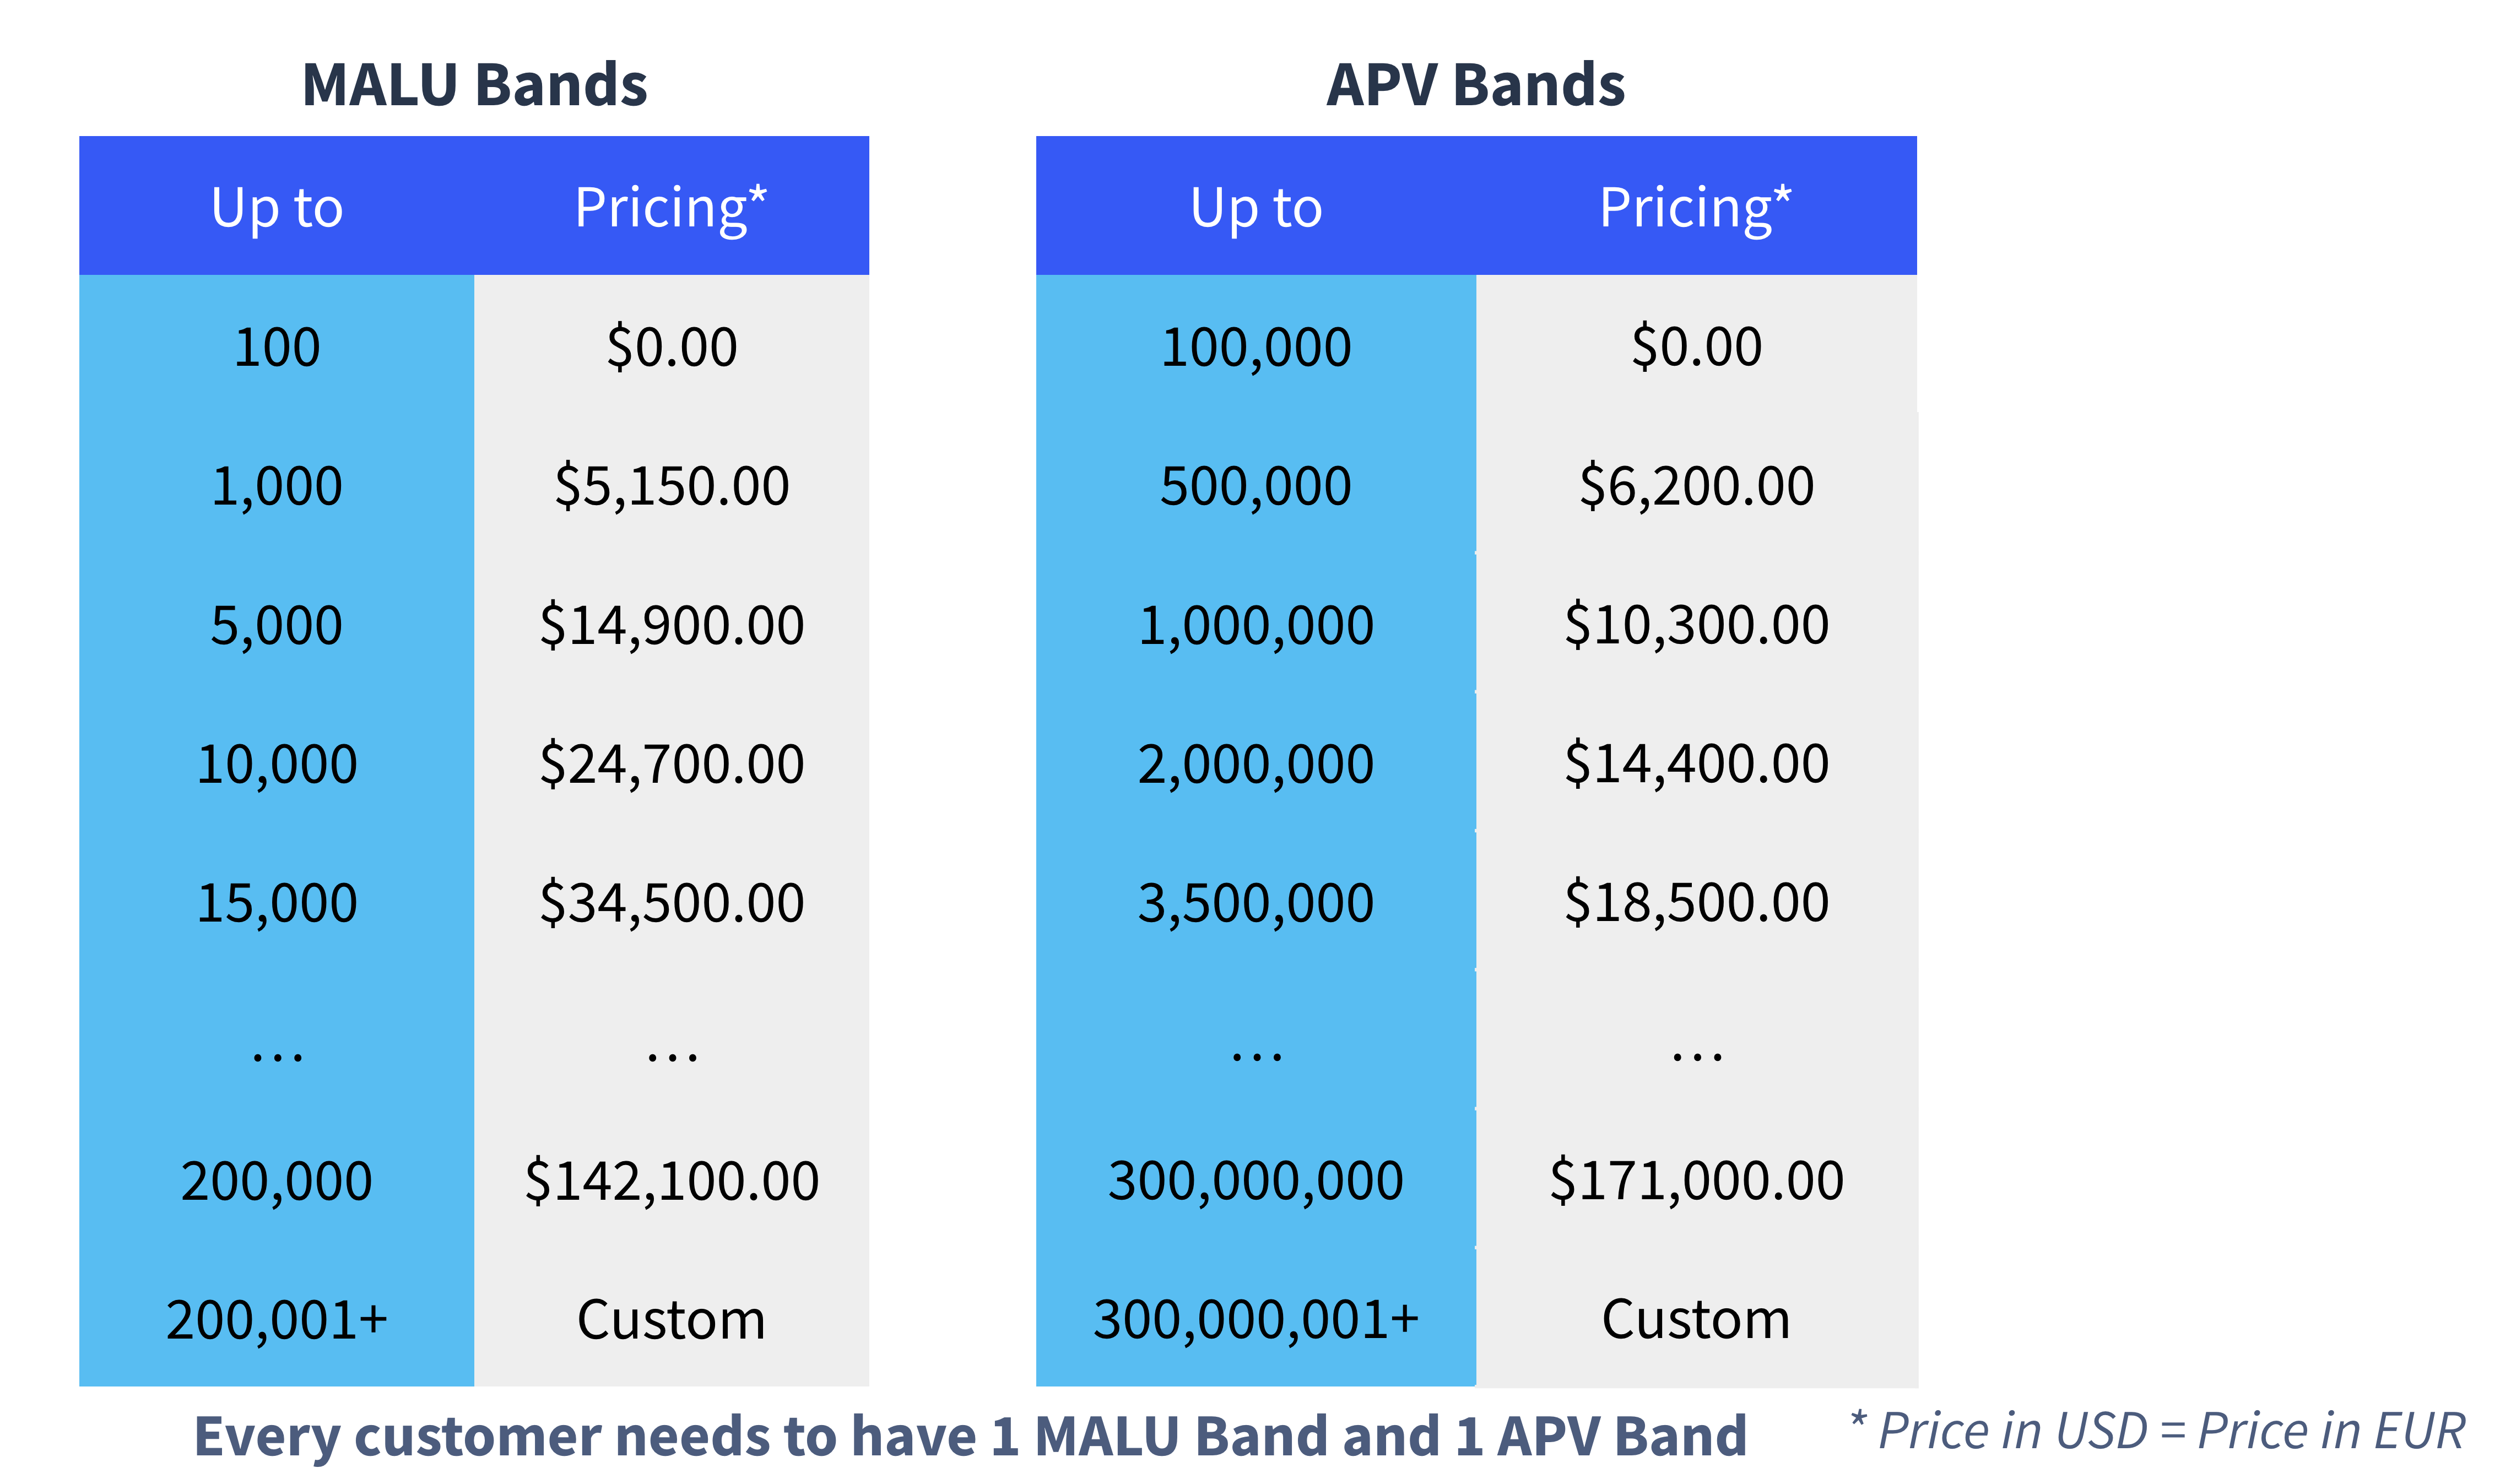 MALU Bands
Up to Pricing*
100 $0.00
1,000 $5,150.00
5,000 $14,900.00
10,000 $24,700.00
15,000 $34,500.00
... ...
200,000 $142,100.00
200,001+ Custom
APV Bands
Up to Pricing*
100,000 $0.00
500,000 $6,200.00
1,000,000 $10,300.00
2,000,000 $14,400.00
3,500,000 $18,500.00
... ...
300,000,000 $171,000.00
300,000,001+ Custom
Every customer needs to have 1 MALU Band and 1 APV Band
* Price in USD = Price in EUR